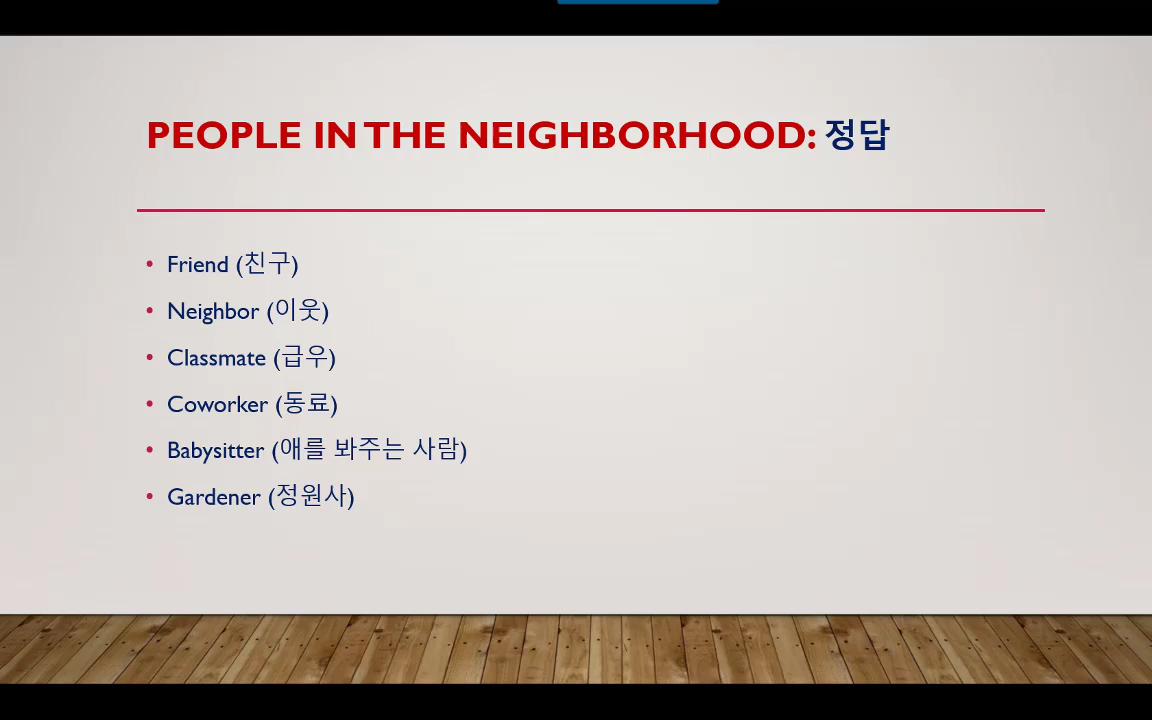 PEOPLE IN THE NEIGHBORHOOD: 정답
• Friend (친구)
• Neighbor (이웃)
• Classmate (급우)
• Coworker (동료)
• Babysitter (애를 봐주는 사람)
• Gardener (정원사)